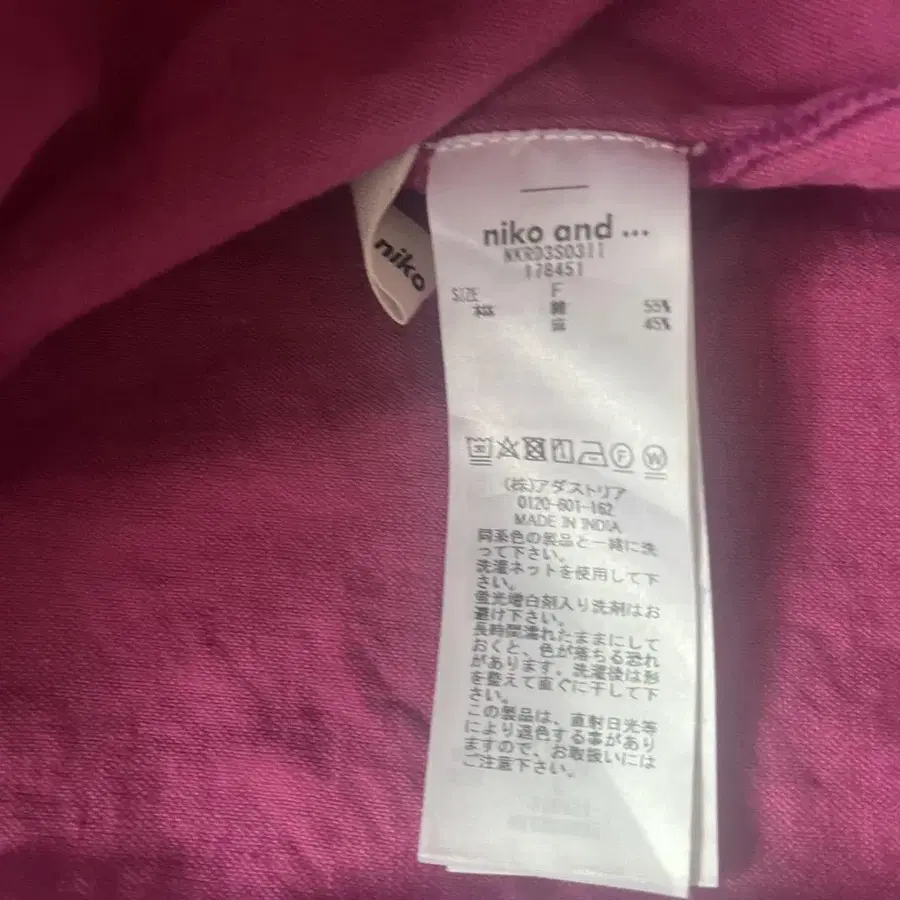 niko
niko and ...
NKRD3S0311
178451
SIZE F
本体 綿 55%
麻 45%
F W
(株)アダストリア
0120-601-162
MADE IN INDIA
同系色の製品と一緒に洗
って下さい。
洗濯ネットを使用して下
さい。
蛍光増白剤入り洗剤はお
避け下さい。
長時間濡れたままにして
おくと、色が落ちる恐れ
があります。洗濯後は形
を整えて直ぐに干して下
さい。
この製品は、直射日光等
により退色する事があり
ますので、お取扱いには
ご注意下さい。